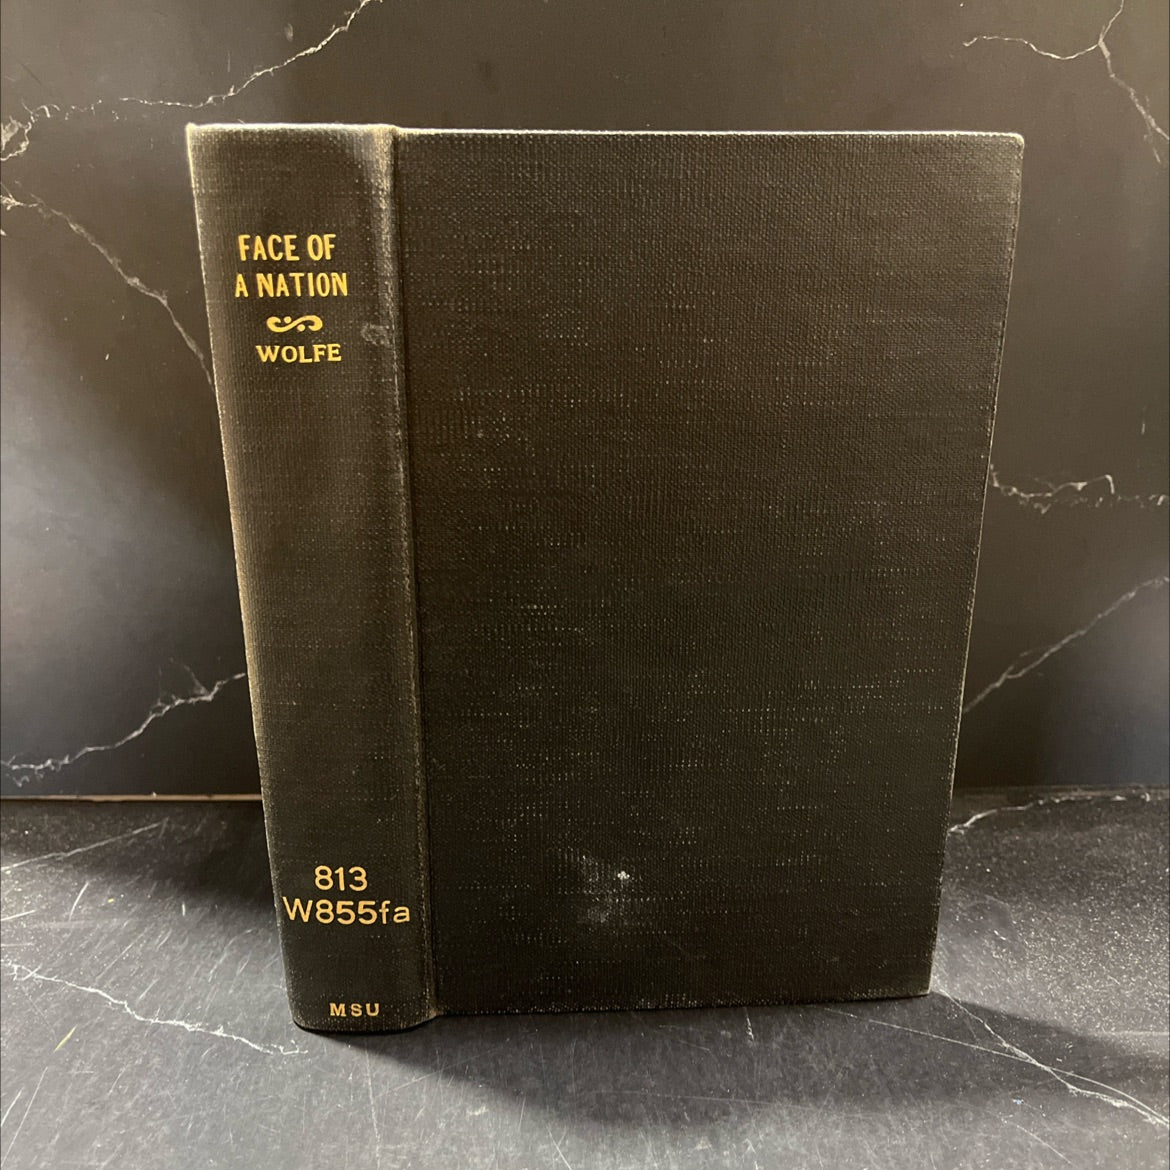 FACE OF
A NATION
WOLFE
813
W855fa
MSU